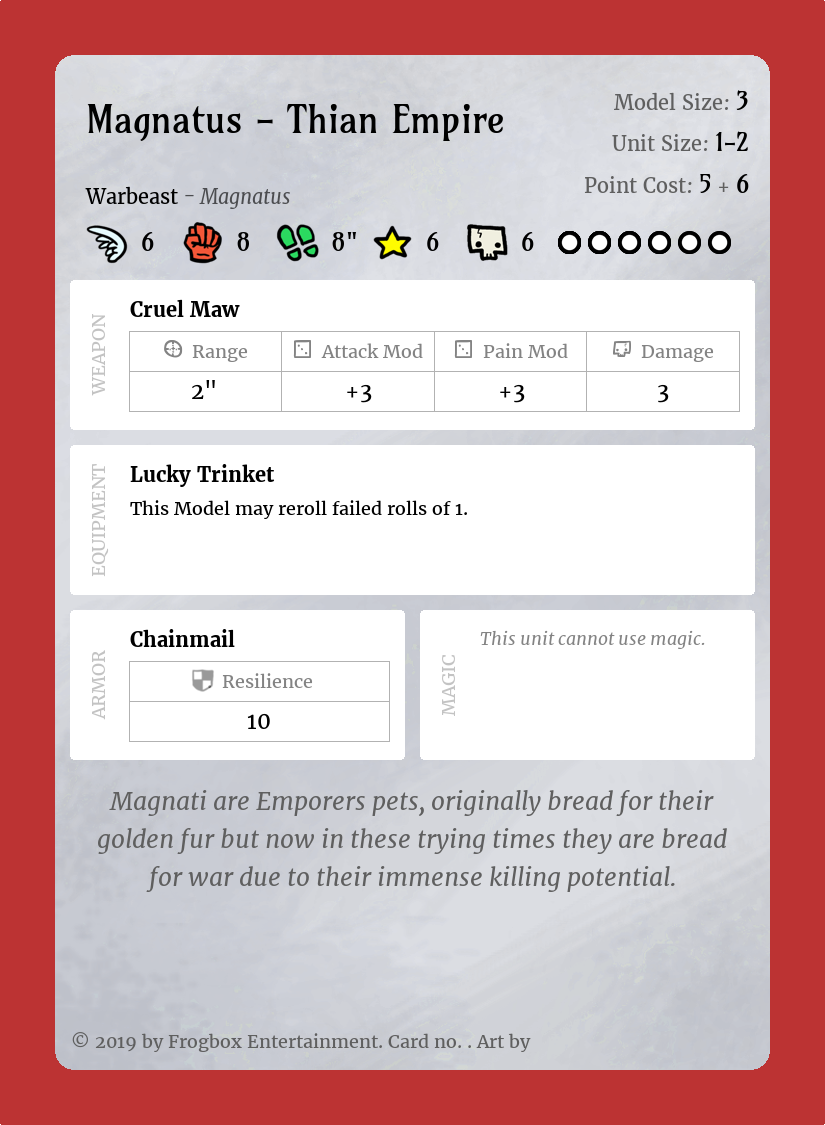 Magnatus – Thian Empire
Model Size: 3
Unit Size: 1–2
Point Cost: 5 + 6
Warbeast – Magnatus
6 8 8" 6 6
WEAPON
Cruel Maw
Range Attack Mod Pain Mod Damage
2" +3 +3 3
EQUIPMENT
Lucky Trinket
This Model may reroll failed rolls of 1.
ARMOR
Chainmail
Resilience
10
MAGIC
This unit cannot use magic.
Magnati are Emporers pets, originally bread for their
golden fur but now in these trying times they are bread
for war due to their immense killing potential.
© 2019 by Frogbox Entertainment. Card no. . Art by